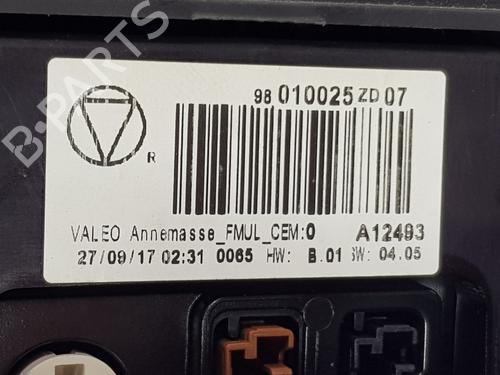 98 010025 ZD 07
R
VALEO Annemasse_FMUL_CEM:0 A12493
27/09/17 02:31 0065 HW: B.01 SW: 04.05
B-PARTS